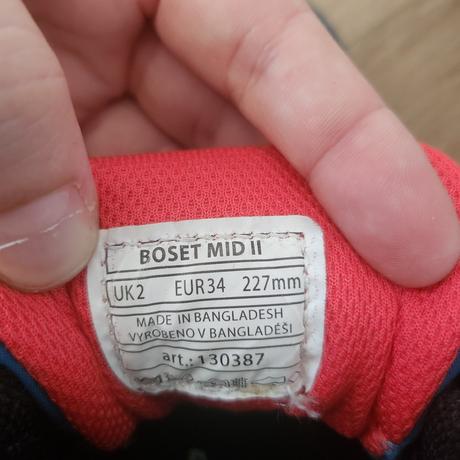 BOSET MID II
UK2 EUR34 227mm
MADE IN BANGLADESH
VYROBENO V BANGLADÉŠI
art.: 130387